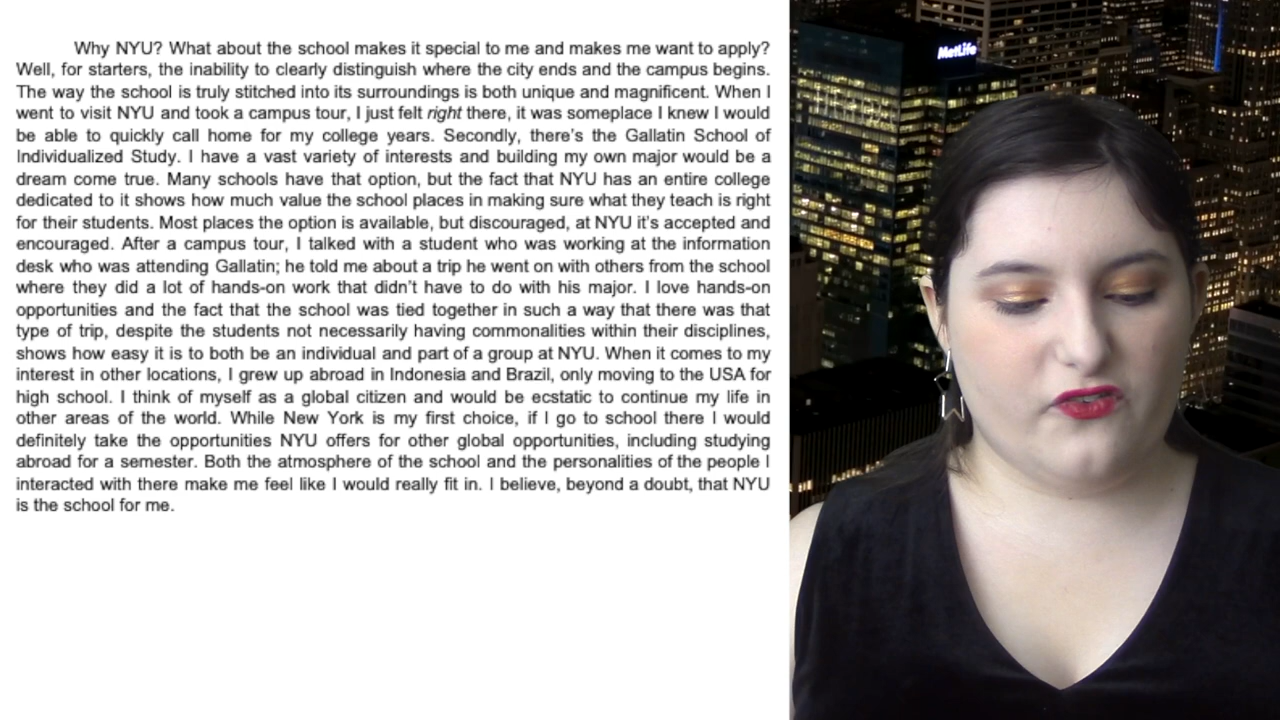 Why NYU? What about the school makes it special to me and makes me want to apply?
Well, for starters, the inability to clearly distinguish where the city ends and the campus begins.
The way the school is truly stitched into its surroundings is both unique and magnificent. When I
went to visit NYU and took a campus tour, I just felt right there, it was someplace I knew I would
be able to quickly call home for my college years. Secondly, there's the Gallatin School of
Individualized Study. I have a vast variety of interests and building my own major would be a
dream come true. Many schools have that option, but the fact that NYU has an entire college
dedicated to it shows how much value the school places in making sure what they teach is right
for their students. Most places the option is available, but discouraged, at NYU it's accepted and
encouraged. After a campus tour, I talked with a student who was working at the information
desk who was attending Gallatin; he told me about a trip he went on with others from the school
where they did a lot of hands-on work that didn't have to do with his major. I love hands-on
opportunities and the fact that the school was tied together in such a way that there was that
type of trip, despite the students not necessarily having commonalities within their disciplines,
shows how easy it is to both be an individual and part of a group at NYU. When it comes to my
interest in other locations, I grew up abroad in Indonesia and Brazil, only moving to the USA for
high school. I think of myself as a global citizen and would be ecstatic to continue my life in
other areas of the world. While New York is my first choice, if I go to school there I would
definitely take the opportunities NYU offers for other global opportunities, including studying
abroad for a semester. Both the atmosphere of the school and the personalities of the people I
interacted with there make me feel like I would really fit in. I believe, beyond a doubt, that NYU
is the school for me.
MetLife